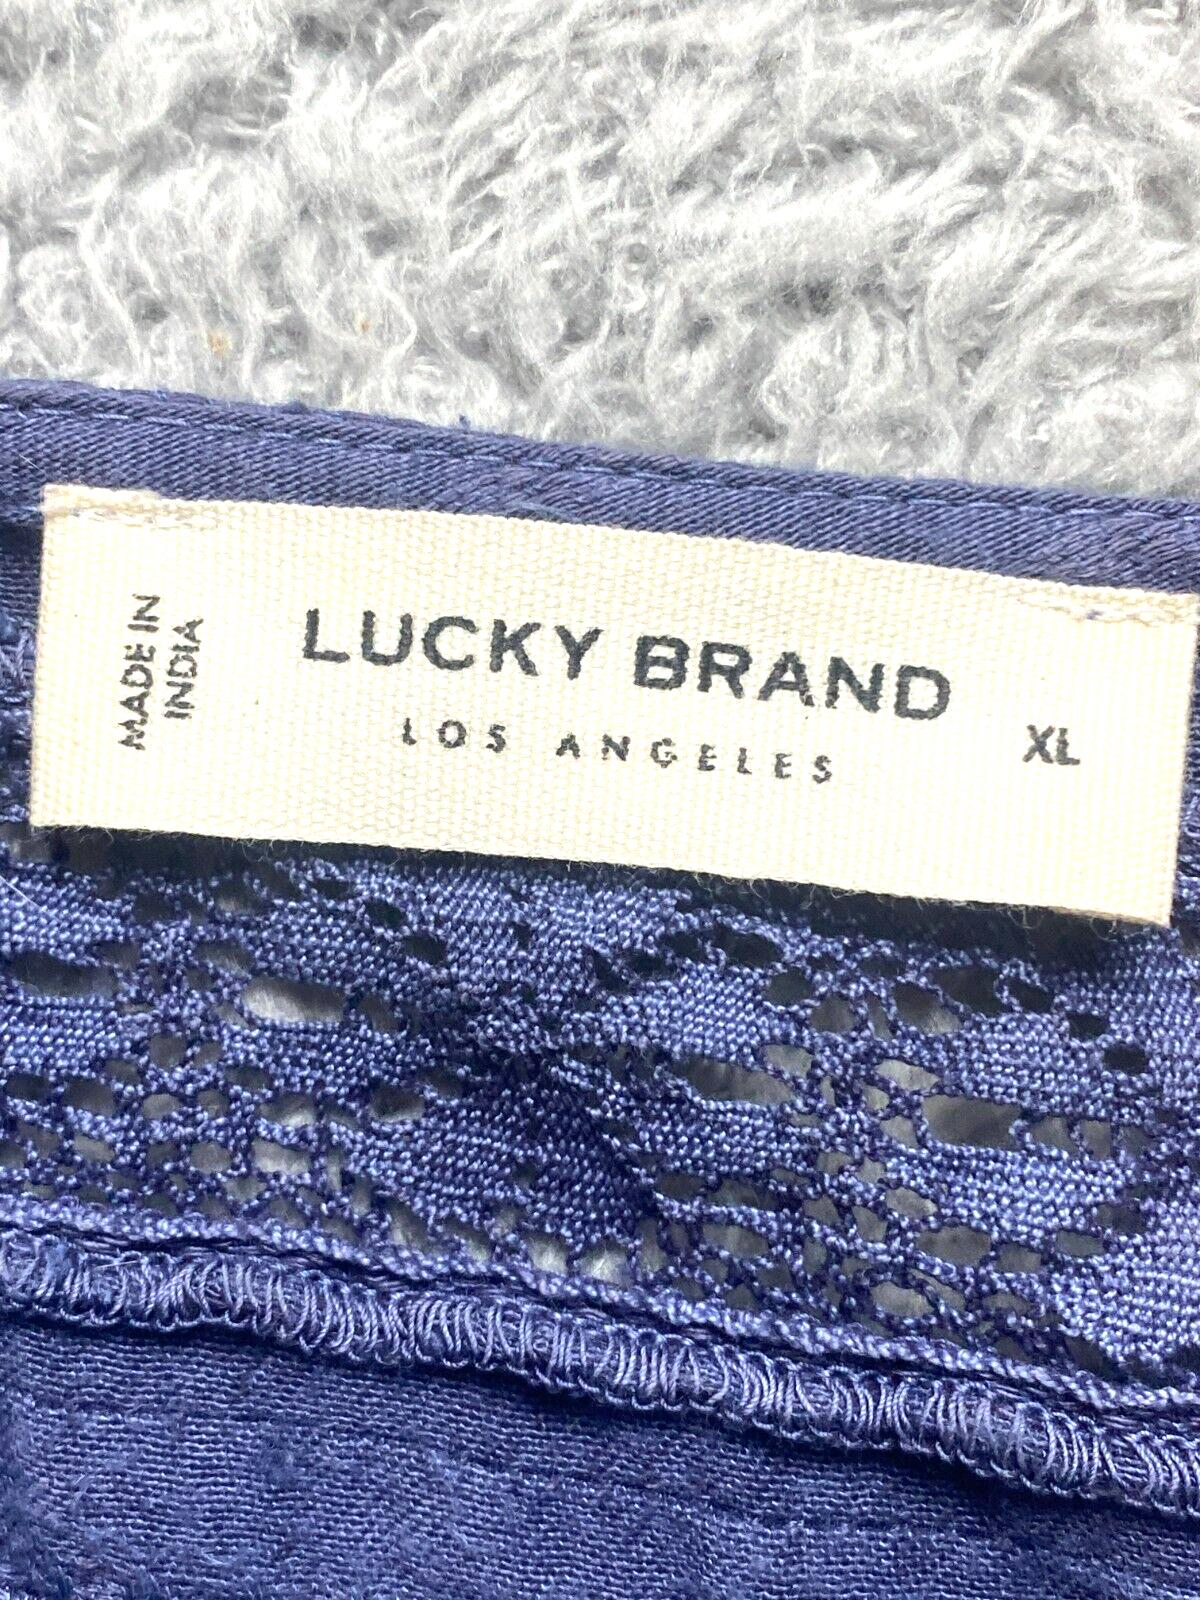 MADE IN
INDIA
LUCKY BRAND
LOS ANGELES
XL